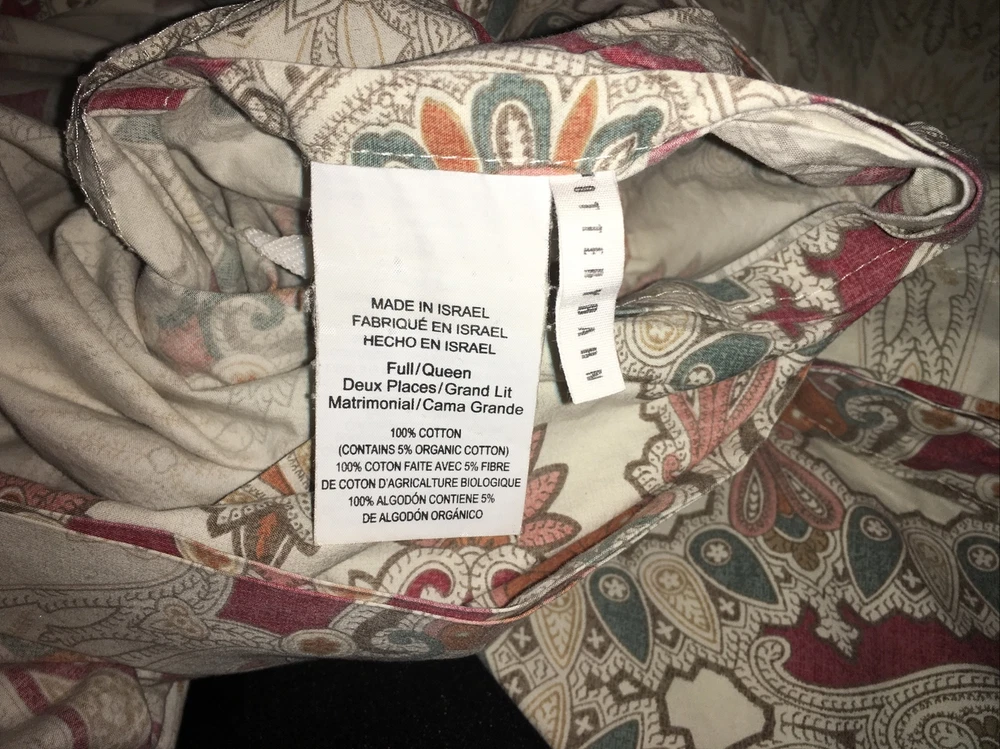 MADE IN ISRAEL
FABRIQUÉ EN ISRAEL
HECHO EN ISRAEL
Full/Queen
Deux Places/Grand Lit
Matrimonial/Cama Grande
100% COTTON
(CONTAINS 5% ORGANIC COTTON)
100% COTON FAITE AVEC 5% FIBRE
DE COTON D'AGRICULTURE BIOLOGIQUE
100% ALGODÓN CONTIENE 5%
DE ALGODÓN ORGÁNICO
OTTERYBARN